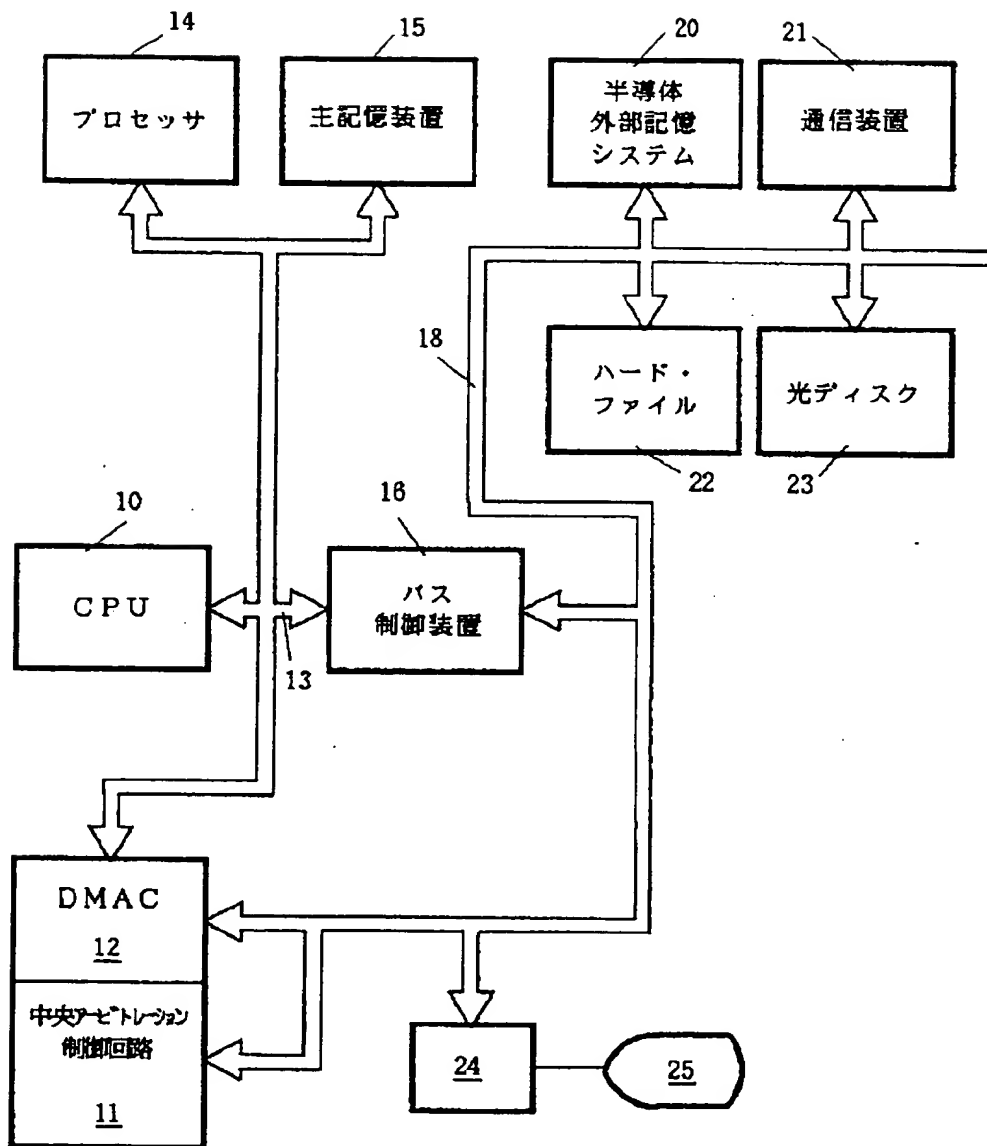 14
15
20
21
プロセッサ
主記憶装置
半導体
外部記憶
システム
通信装置
18
ハード・
ファイル
光ディスク
22
23
10
16
CPU
バス
制御装置
13
DMAC
12
中央アービトレーション
制御回路
11
24
25